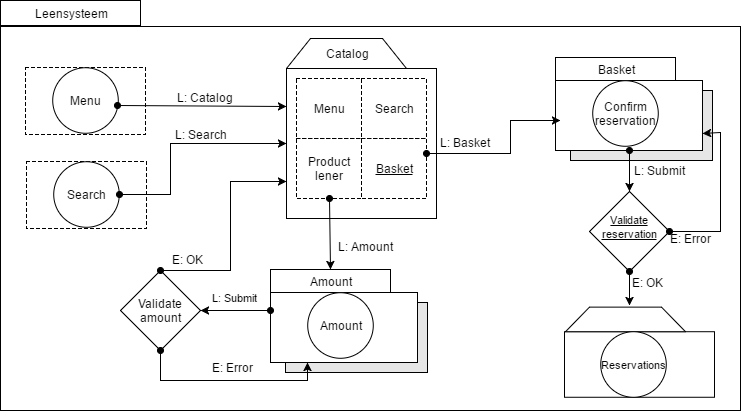 Leensysteem
Catalog
Basket
Menu
L: Catalog
Menu
Search
Confirm
reservation
L: Search
L: Basket
Product
lener
Basket
L: Submit
Search
Validate
reservation
E: Error
L: Amount
E: OK
Amount
E: OK
Validate
amount
L: Submit
Amount
E: Error
Reservations